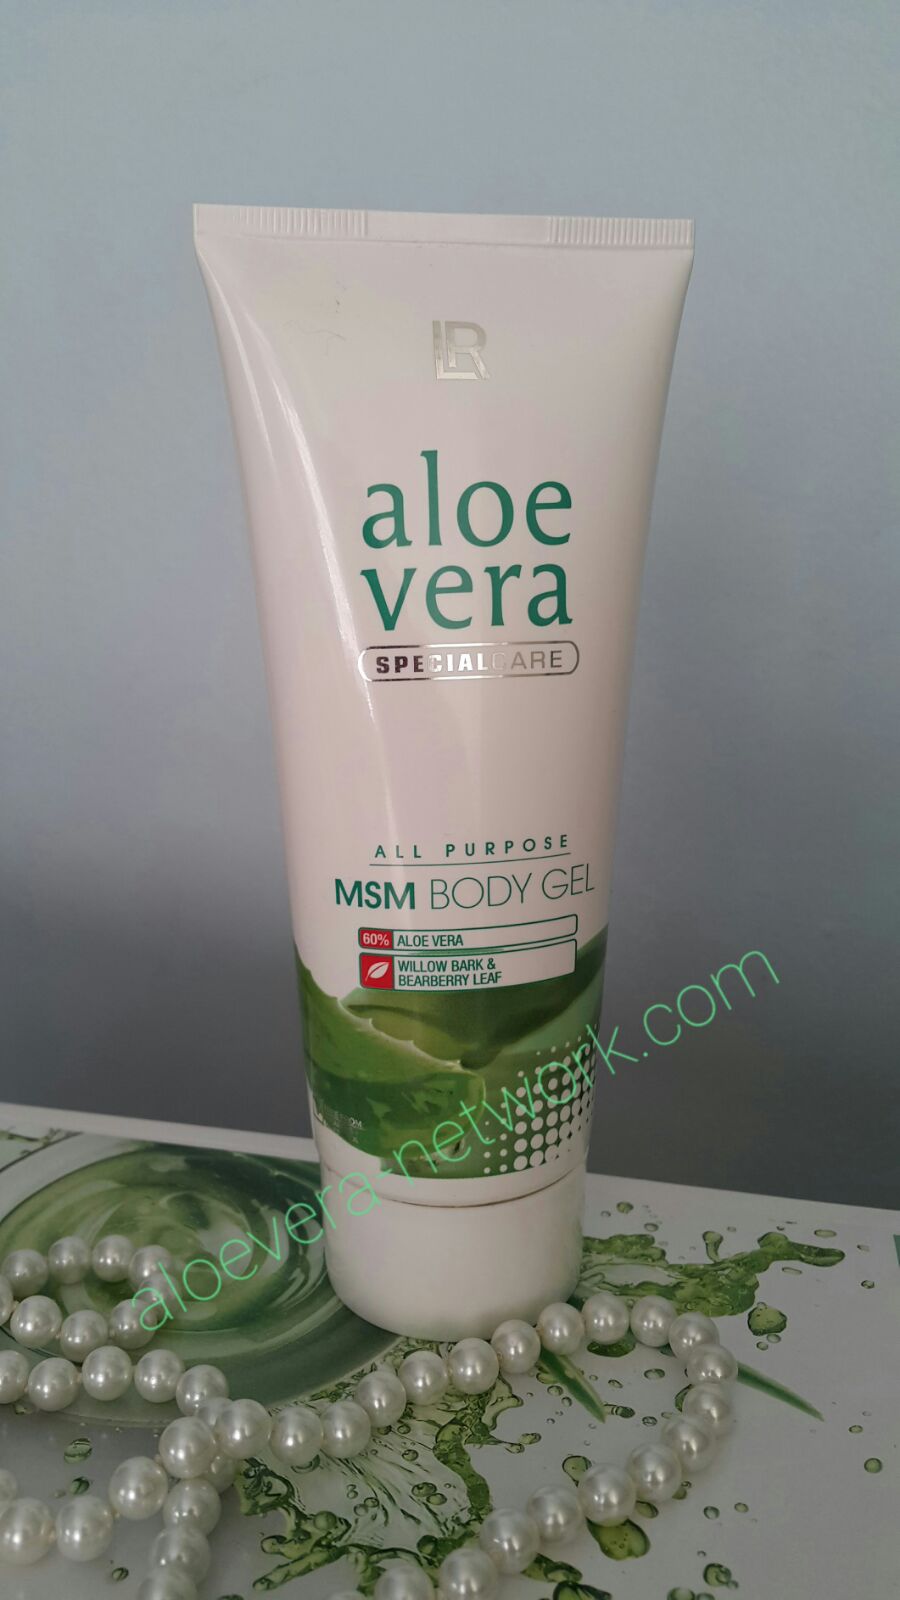 LR
aloe
vera
SPECIALCARE
ALL PURPOSE
MSM BODY GEL
60% ALOE VERA
WILLOW BARK &
BEARBERRY LEAF
aloevera-network.com